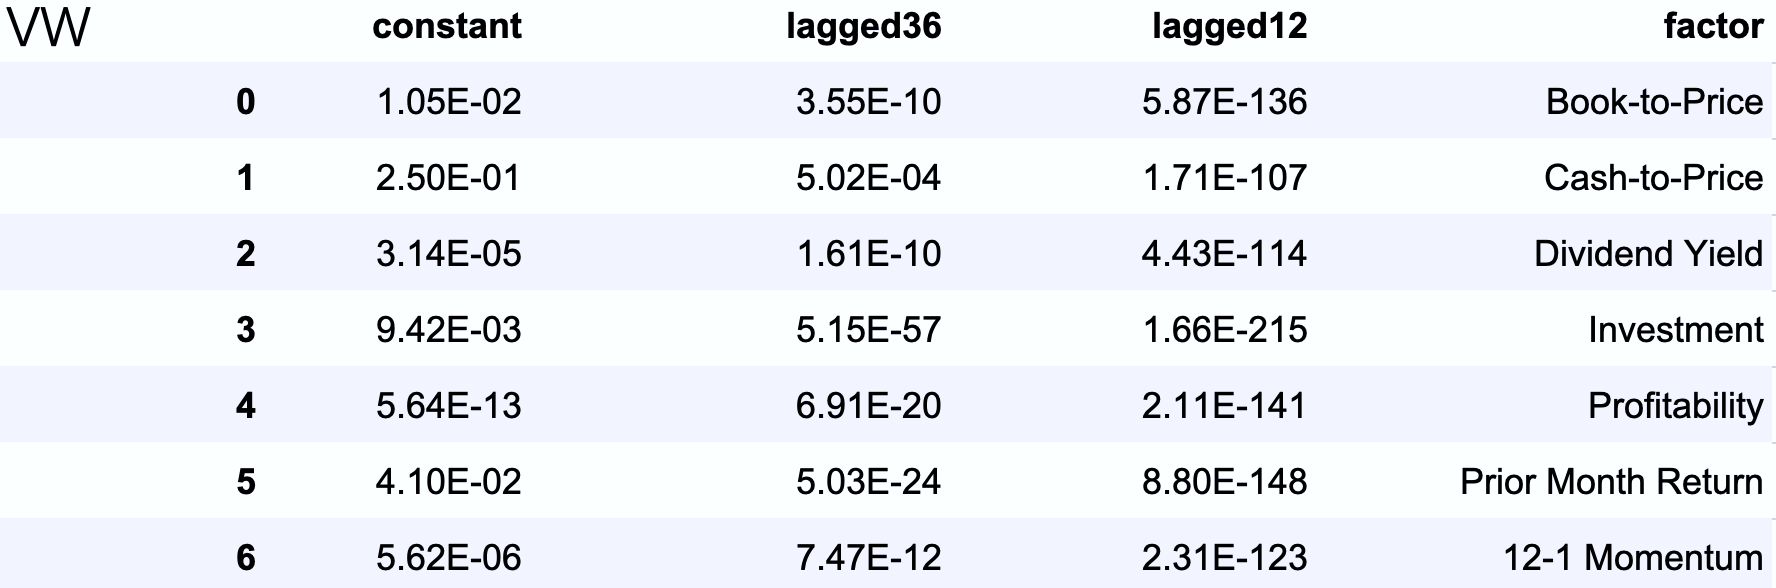 VW constant lagged36 lagged12 factor
0 1.05E-02 3.55E-10 5.87E-136 Book-to-Price
1 2.50E-01 5.02E-04 1.71E-107 Cash-to-Price
2 3.14E-05 1.61E-10 4.43E-114 Dividend Yield
3 9.42E-03 5.15E-57 1.66E-215 Investment
4 5.64E-13 6.91E-20 2.11E-141 Profitability
5 4.10E-02 5.03E-24 8.80E-148 Prior Month Return
6 5.62E-06 7.47E-12 2.31E-123 12-1 Momentum